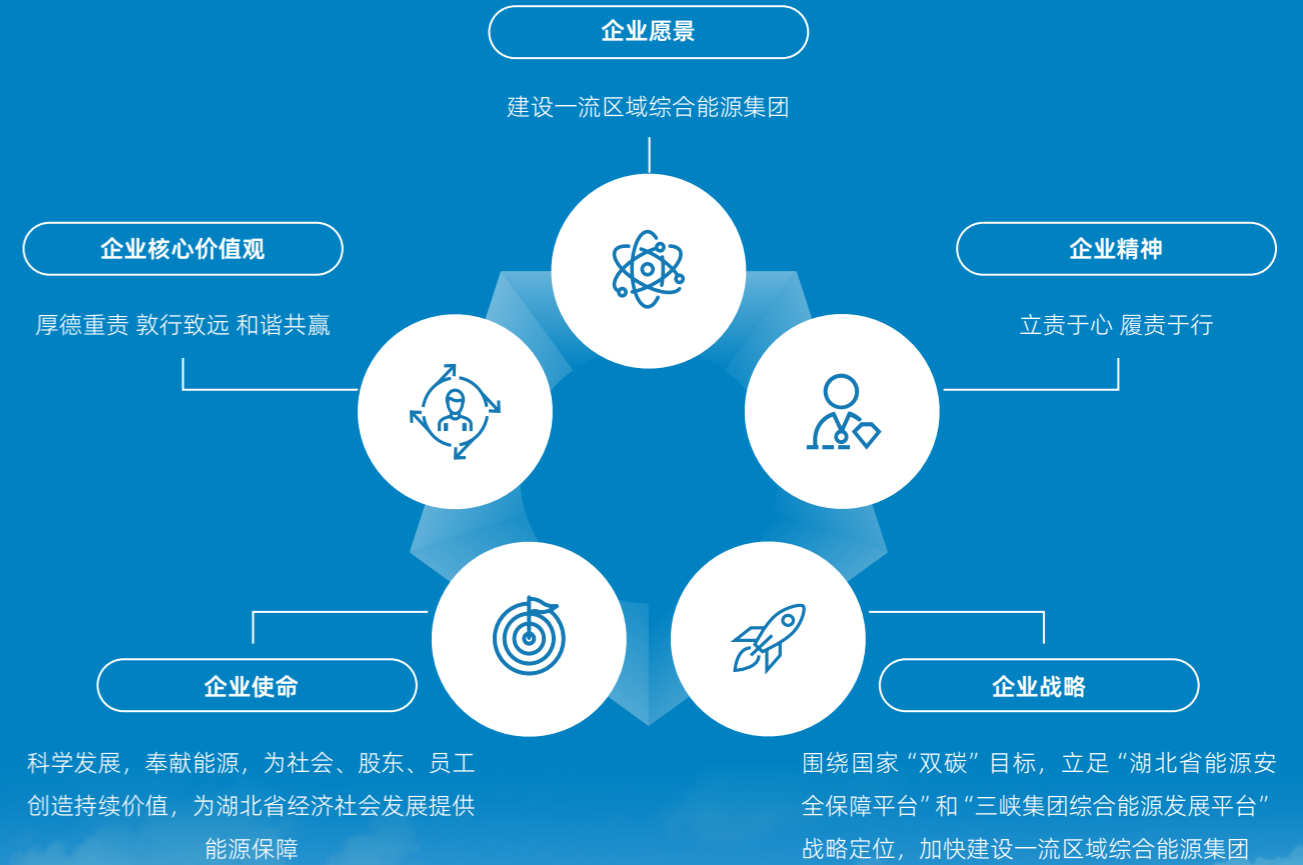 企业愿景
建设一流区域综合能源集团
企业核心价值观
厚德重责 敦行致远 和谐共赢
企业精神
立责于心 履责于行
企业使命
科学发展，奉献能源，为社会、股东、员工
创造持续价值，为湖北省经济社会发展提供
能源保障
企业战略
围绕国家“双碳”目标，立足“湖北省能源安
全保障平台”和“三峡集团综合能源发展平台”
战略定位，加快建设一流区域综合能源集团